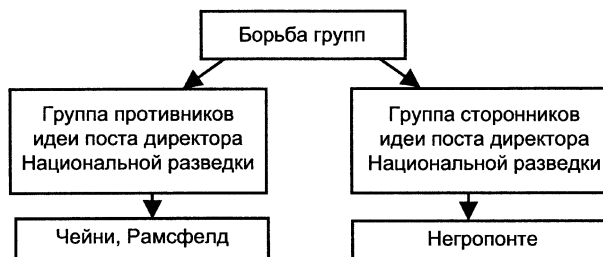 Борьба групп
Группа противников
идеи поста директора
Национальной разведки
Группа сторонников
идеи поста директора
Национальной разведки
Чейни, Рамсфелд
Негропонте